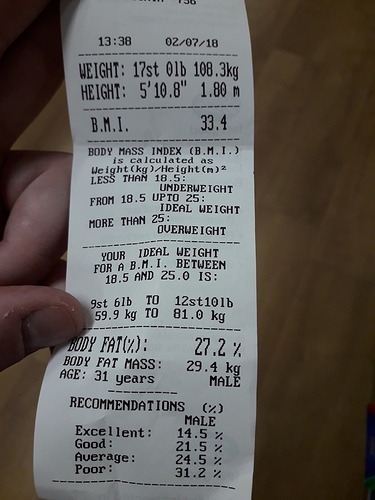 736
13:38 02/07/18
WEIGHT: 17st 0lb 108.3kg
HEIGHT: 5'10.8" 1.80 m
B.M.I. 33.4
BODY MASS INDEX (B.M.I.)
is calculated as
Weight(kg)/Height(m)²
LESS THAN 18.5:
UNDERWEIGHT
FROM 18.5 UPTO 25:
IDEAL WEIGHT
MORE THAN 25:
OVERWEIGHT
YOUR IDEAL WEIGHT
FOR A B.M.I. BETWEEN
18.5 AND 25.0 IS:
9st 6lb TO 12st10lb
59.9 kg TO 81.0 kg
BODY FAT(%): 27.2 %
BODY FAT MASS: 29.4 kg
AGE: 31 years MALE
RECOMMENDATIONS (%)
MALE
Excellent: 14.5 %
Good: 21.5 %
Average: 24.5 %
Poor: 31.2 %